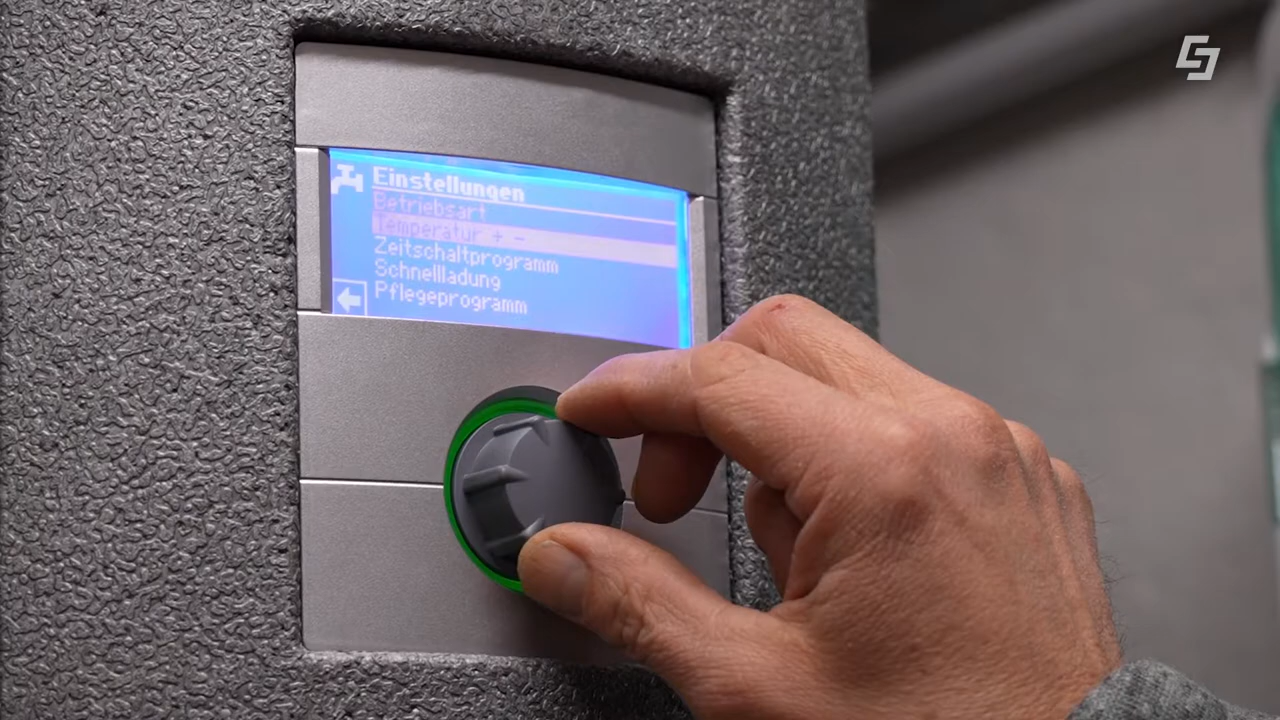 Einstellungen
Betriebsart
Temperatur + -
Zeitschaltprogramm
Schnellladung
Pflegeprogramm